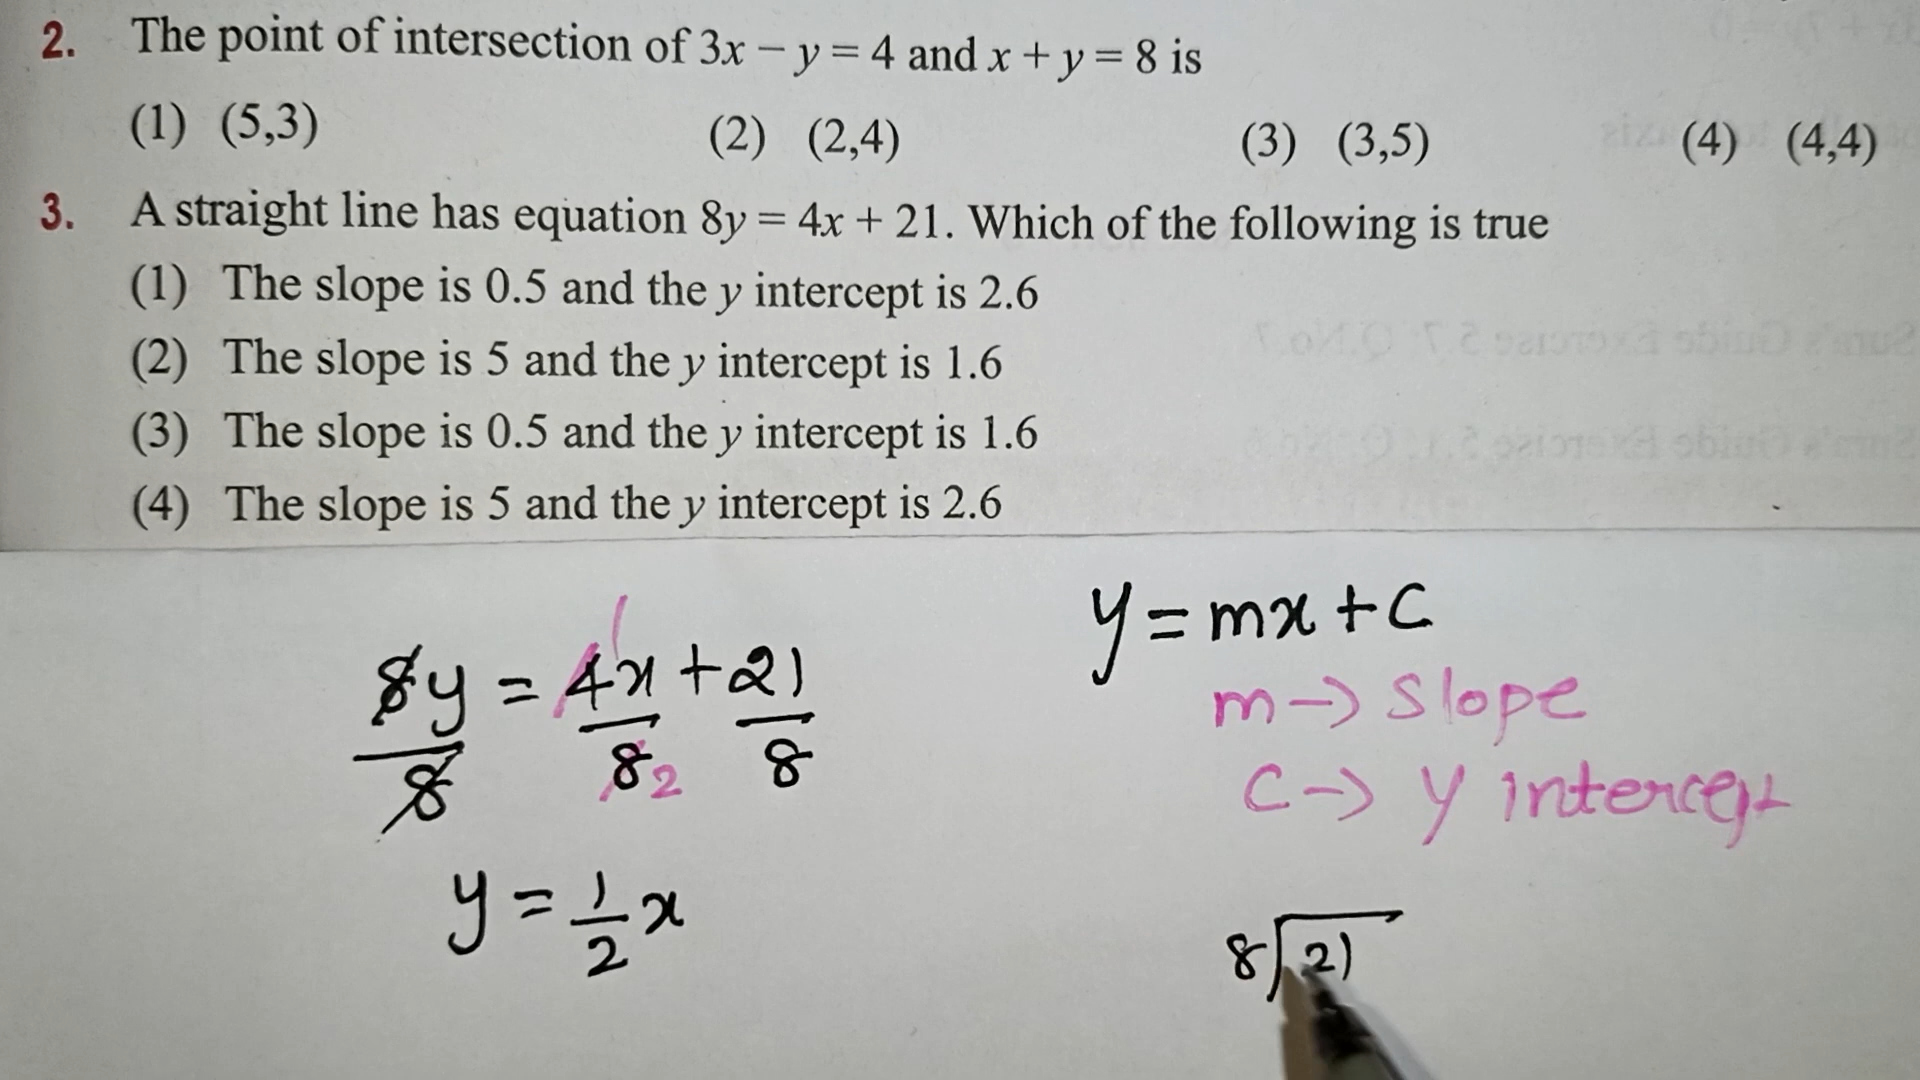 2. The point of intersection of 3x – y = 4 and x + y = 8 is
(1) (5,3) (2) (2,4) (3) (3,5) (4) (4,4)
3. A straight line has equation 8y = 4x + 21. Which of the following is true
(1) The slope is 0.5 and the y intercept is 2.6
(2) The slope is 5 and the y intercept is 1.6
(3) The slope is 0.5 and the y intercept is 1.6
(4) The slope is 5 and the y intercept is 2.6
y = mx + c
m → slope
c → y intercept
1
8y = 4x + 21
8 8 2 8
y = 1/2 x
8 21